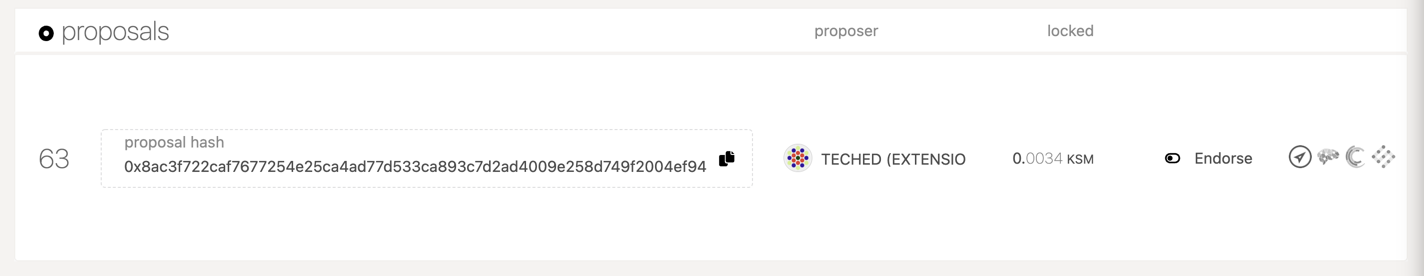 proposals proposer locked
63
proposal hash
0x8ac3f722caf7677254e25ca4ad77d533ca893c7d2ad4009e258d749f2004ef94
TECHED (EXTENSIO
0.0034 KSM
Endorse